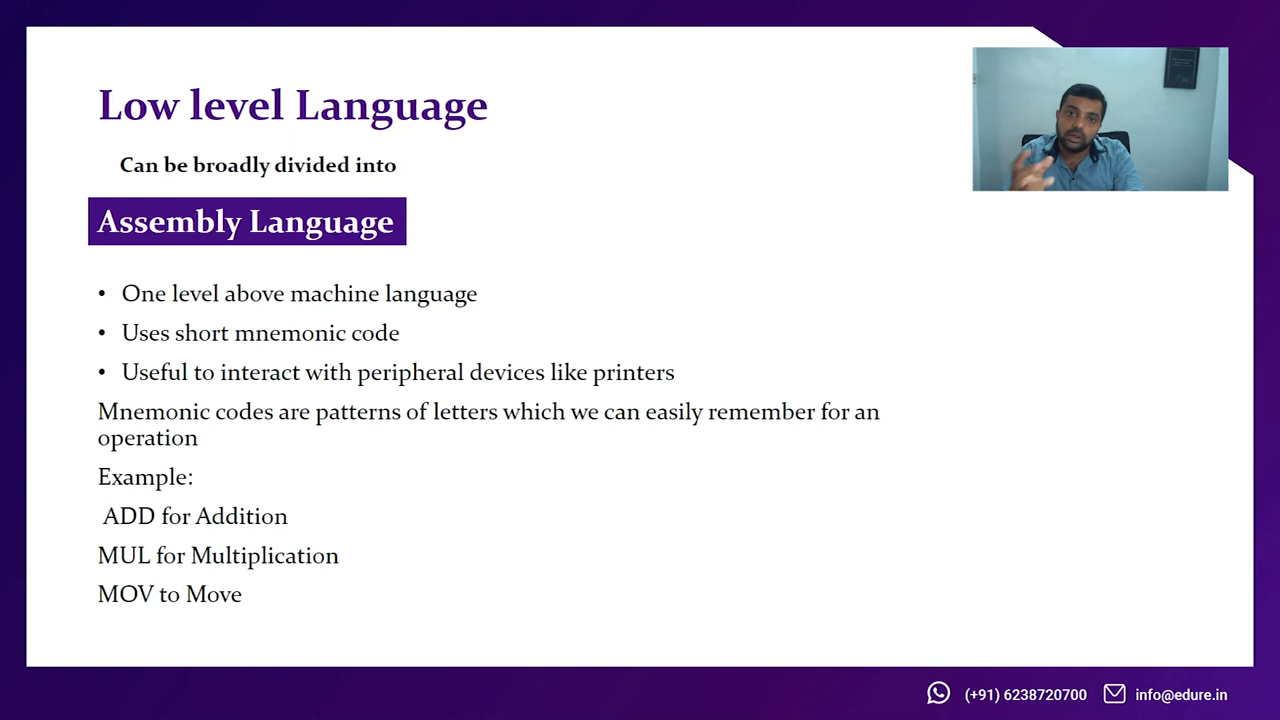 Low level Language
Can be broadly divided into
Assembly Language
• One level above machine language
• Uses short mnemonic code
• Useful to interact with peripheral devices like printers
Mnemonic codes are patterns of letters which we can easily remember for an
operation
Example:
ADD for Addition
MUL for Multiplication
MOV to Move
(+91) 6238720700 info@edure.in